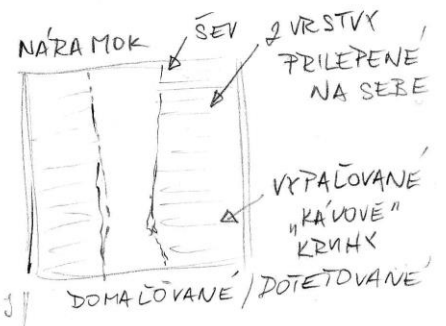 NÁRAMOK
ŠEV
2 VRSTVY
PRILEPENÉ
NA SEBE
VYPAĽOVANÉ
„KÁVOVÉ"
KRUHY
DOMAĽOVANÉ / DOTETOVANÉ